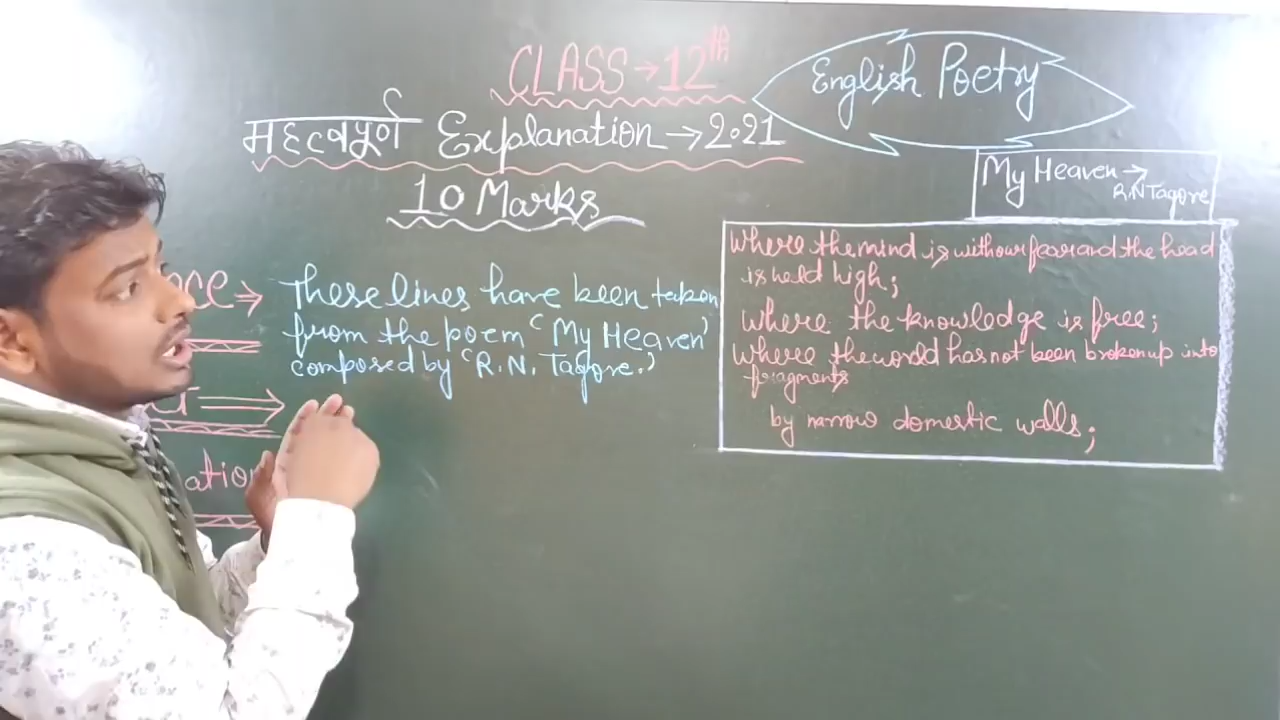 CLASS → 12th
English Poetry
महत्वपूर्ण Explanation → 2021
10 Marks
My Heaven →
R.N Tagore
These lines have been taken
from the poem 'My Heaven'
composed by 'R.N. Tagore.'
Where the mind is without fear and the head
is held high;
Where the knowledge is free;
Where the world has not been broken up into
fragments
by narrow domestic walls;